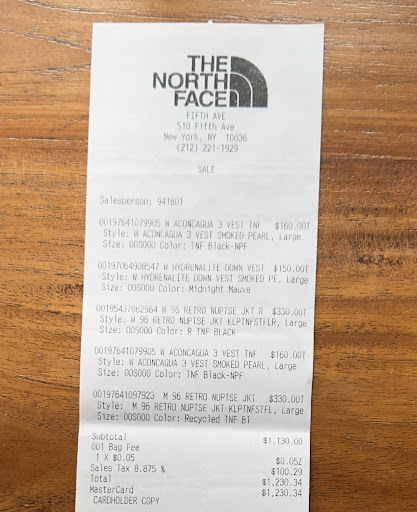 THE
NORTH
FACE
FIFTH AVE
510 Fifth Ave
New York, NY 10036
(212) 221-1929
SALE
Salesperson: 941801
00197641079905 W ACONCAGUA 3 VEST TNF $160.00T
Style: W ACONCAGUA 3 VEST SMOKED PEARL, Large
Size: 00S000 Color: TNF Black-NPF
00197064908547 W HYDRENALITE DOWN VEST $150.00T
Style: W HYDRENALITE DOWN VEST SMOKED PE, Large
Size: 00S000 Color: Midnight Mauve
00195437062564 W 96 RETRO NUPTSE JKT R $330.00T
Style: W 96 RETRO NUPTSE JKT KLPTNFSTFLR, Large
Size: 00S000 Color: R TNF BLACK
00197641079905 W ACONCAGUA 3 VEST TNF $160.00T
Style: W ACONCAGUA 3 VEST SMOKED PEARL, Large
Size: 00S000 Color: TNF Black-NPF
00197641097923 M 96 RETRO NUPTSE JKT $330.00T
Style: M 96 RETRO NUPTSE JKT KLPTNFSTFL, Large
Size: 00S000 Color: Recycled TNF Bl
Subtotal $1,130.00
001 Bag Fee
1 X $0.05 $0.05Z
Sales Tax 8.875 % $100.29
Total $1,230.34
MasterCard $1,230.34
CARDHOLDER COPY